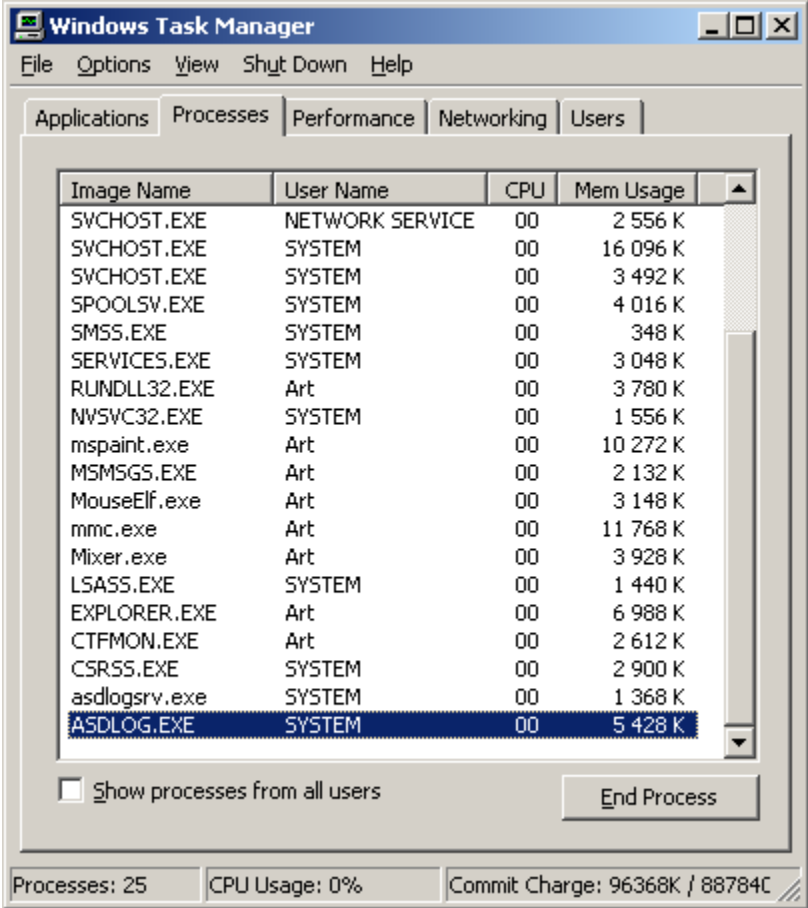 Windows Task Manager
File Options View Shut Down Help
Applications Processes Performance Networking Users
Image Name User Name CPU Mem Usage
SVCHOST.EXE NETWORK SERVICE 00 2 556 K
SVCHOST.EXE SYSTEM 00 16 096 K
SVCHOST.EXE SYSTEM 00 3 492 K
SPOOLSV.EXE SYSTEM 00 4 016 K
SMSS.EXE SYSTEM 00 348 K
SERVICES.EXE SYSTEM 00 3 048 K
RUNDLL32.EXE Art 00 3 780 K
NVSVC32.EXE SYSTEM 00 1 556 K
mspaint.exe Art 00 10 272 K
MSMSGS.EXE Art 00 2 132 K
MouseElf.exe Art 00 3 148 K
mmc.exe Art 00 11 768 K
Mixer.exe Art 00 3 928 K
LSASS.EXE SYSTEM 00 1 440 K
EXPLORER.EXE Art 00 6 988 K
CTFMON.EXE Art 00 2 612 K
CSRSS.EXE SYSTEM 00 2 900 K
asdlogsrv.exe SYSTEM 00 1 368 K
ASDLOG.EXE SYSTEM 00 5 428 K
Show processes from all users
End Process
Processes: 25 CPU Usage: 0% Commit Charge: 96368K / 88784